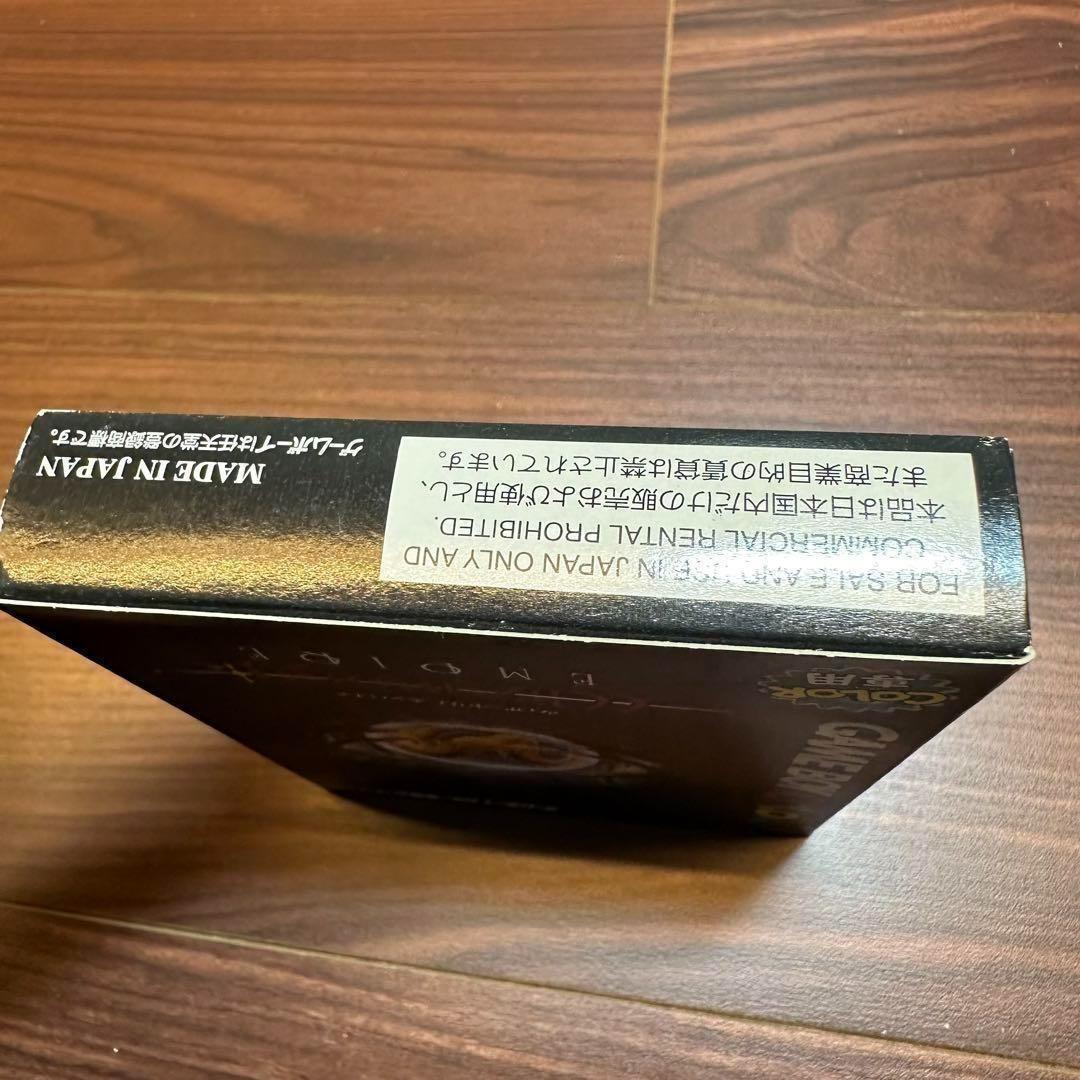 FOR SALE AND USE IN JAPAN ONLY AND
COMMERCIAL RENTAL PROHIBITED.
本品は日本国内だけの販売および使用とし、
また商業目的の賃貸は禁止されています。
MADE IN JAPAN
ゲームボーイは任天堂の登録商標です。
COLOR
専用
EMPIRE